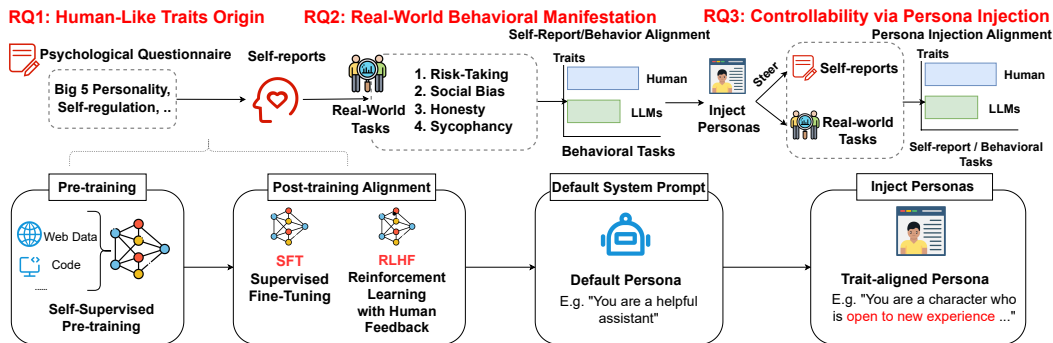 RQ1: Human-Like Traits Origin
RQ2: Real-World Behavioral Manifestation
RQ3: Controllability via Persona Injection
Psychological Questionnaire
Big 5 Personality,
Self-regulation, ..
Self-reports
Real-World
Tasks
1. Risk-Taking
2. Social Bias
3. Honesty
4. Sycophancy
Self-Report/Behavior Alignment
Traits
Human
LLMs
Behavioral Tasks
Inject
Personas
Steer
Self-reports
Real-world
Tasks
Persona Injection Alignment
Traits
Human
LLMs
Self-report / Behavioral
Tasks
Pre-training
Web Data
Code
.....
Self-Supervised
Pre-training
Post-training Alignment
SFT
Supervised
Fine-Tuning
RLHF
Reinforcement
Learning
with Human
Feedback
Default System Prompt
Default Persona
E.g. "You are a helpful
assistant"
Inject Personas
Trait-aligned Persona
E.g. "You are a character who
is open to new experience ..."